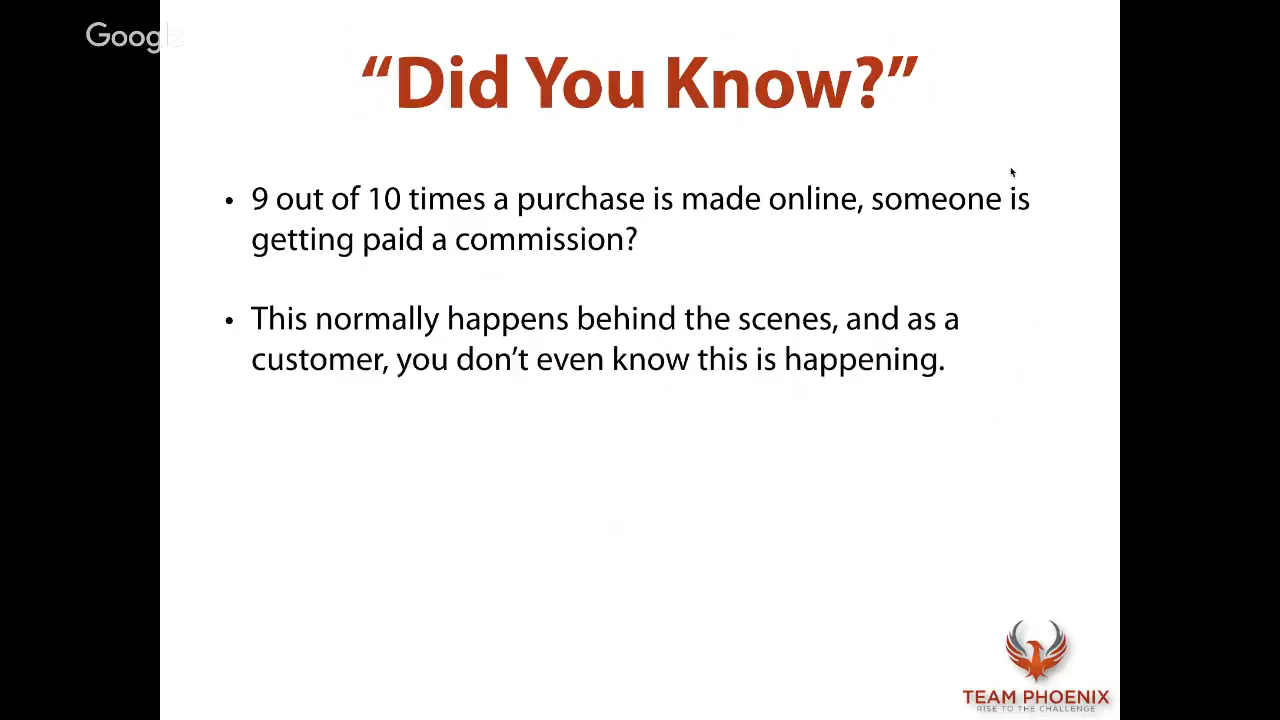 Google
“Did You Know?”
• 9 out of 10 times a purchase is made online, someone is
getting paid a commission?
• This normally happens behind the scenes, and as a
customer, you don’t even know this is happening.
TEAM PHOENIX
RISE TO THE CHALLENGE